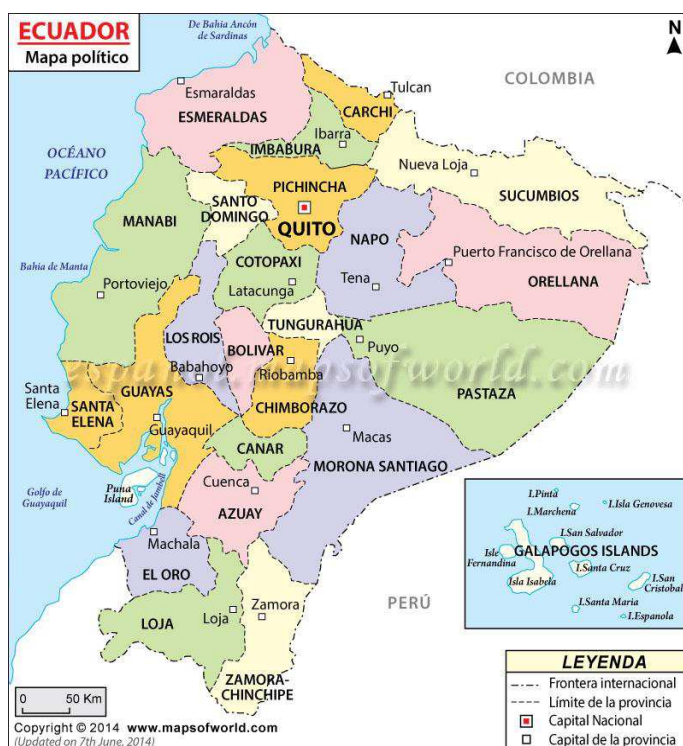 ECUADOR
Mapa político
De Bahia Ancón
de Sardinas
N
COLOMBIA
Esmaraldas
ESMERALDAS
Tulcan
CARCHI
Ibarra
IMBABURA
OCÉANO
PACÍFICO
Nueva Loja
SUCUMBIOS
PICHINCHA
SANTO
DOMINGO
QUITO
MANABI
NAPO
Puerto Francisco de Orellana
ORELLANA
COTOPAXI
Bahia de Manta
Portoviejo
Latacunga
Tena
TUNGURAHUA
LOS ROIS
BOLIVAR
Puyo
espanol.mapsofworld.com
Riobamba
Babahoyo
PASTAZA
GUAYAS
Santa
Elena
SANTA
ELENA
CHIMBORAZO
Guayaquil
Macas
CANAR
MORONA SANTIAGO
Golfo de
Guayaquil
Puna
Island
Canal de Jambeli
Cuenca
AZUAY
Machala
EL ORO
PERÚ
LOJA
Loja
Zamora
ZAMORA-
CHINCHIPE
I.Pinta
I.Isla Genovesa
I.Marchena
I.San Salvador
Isle
Fernandina
GALAPOGOS ISLANDS
I.Santa Cruz
Isla Isabela
I.San
Cristobal
I.Santa Maria
I.Espanola
LEYENDA
Frontera internacional
Límite de la provincia
Capital Nacional
Capital de la provincia
0 50 Km
Copyright © 2014 www.mapsofworld.com
(Updated on 7th June, 2014)